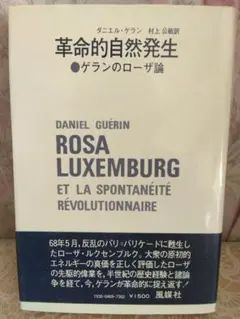 ダニエル・ゲラン 村上公敏訳
革命的自然発生
●ゲランのローザ論
DANIEL GUÉRIN
ROSA
LUXEMBURG
ET LA SPONTANÉITÉ
RÉVOLUTIONNAIRE
68年5月，反乱のパリ・バリケードに甦生し
たローザ・ルクセンブルク。大衆の原初的
エネルギーの真価を正しく評価したローザ
の先駆的偉業を，半世紀の歴史経験と諸論
争を経て，今，ゲランが革命的に捉え返す！
¥1500 風媒社